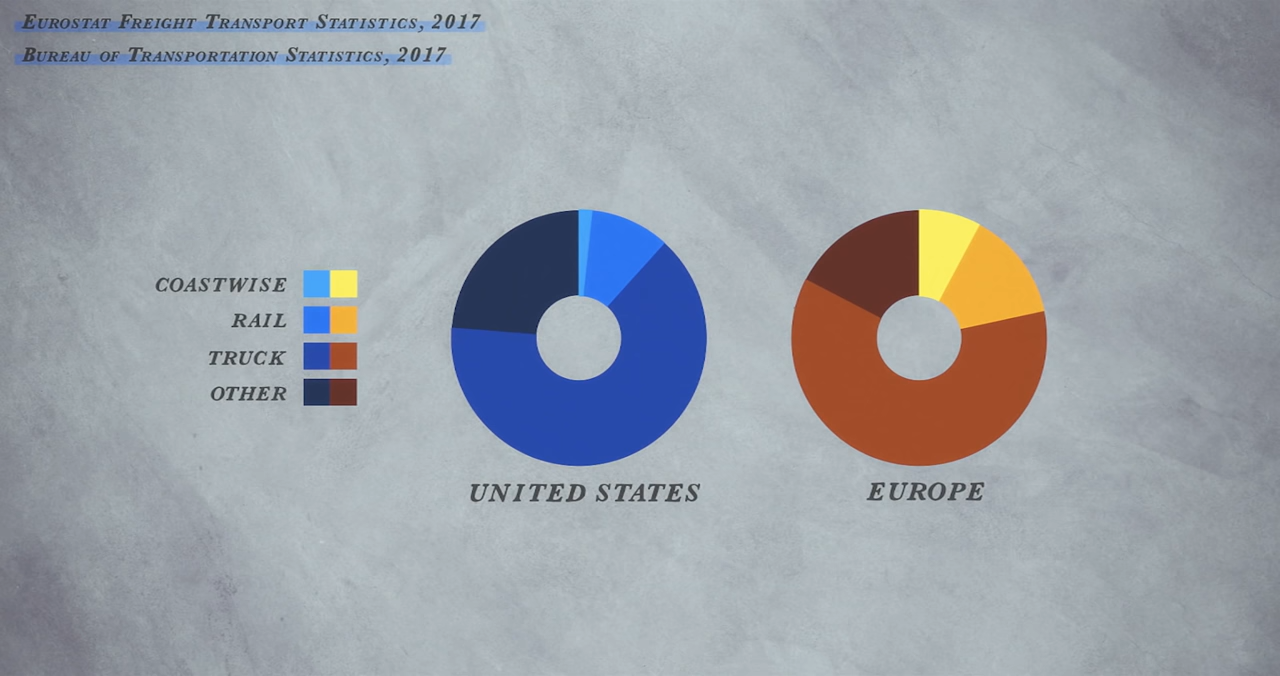 Eurostat Freight Transport Statistics, 2017
Bureau of Transportation Statistics, 2017
COASTWISE
RAIL
TRUCK
OTHER
UNITED STATES
EUROPE